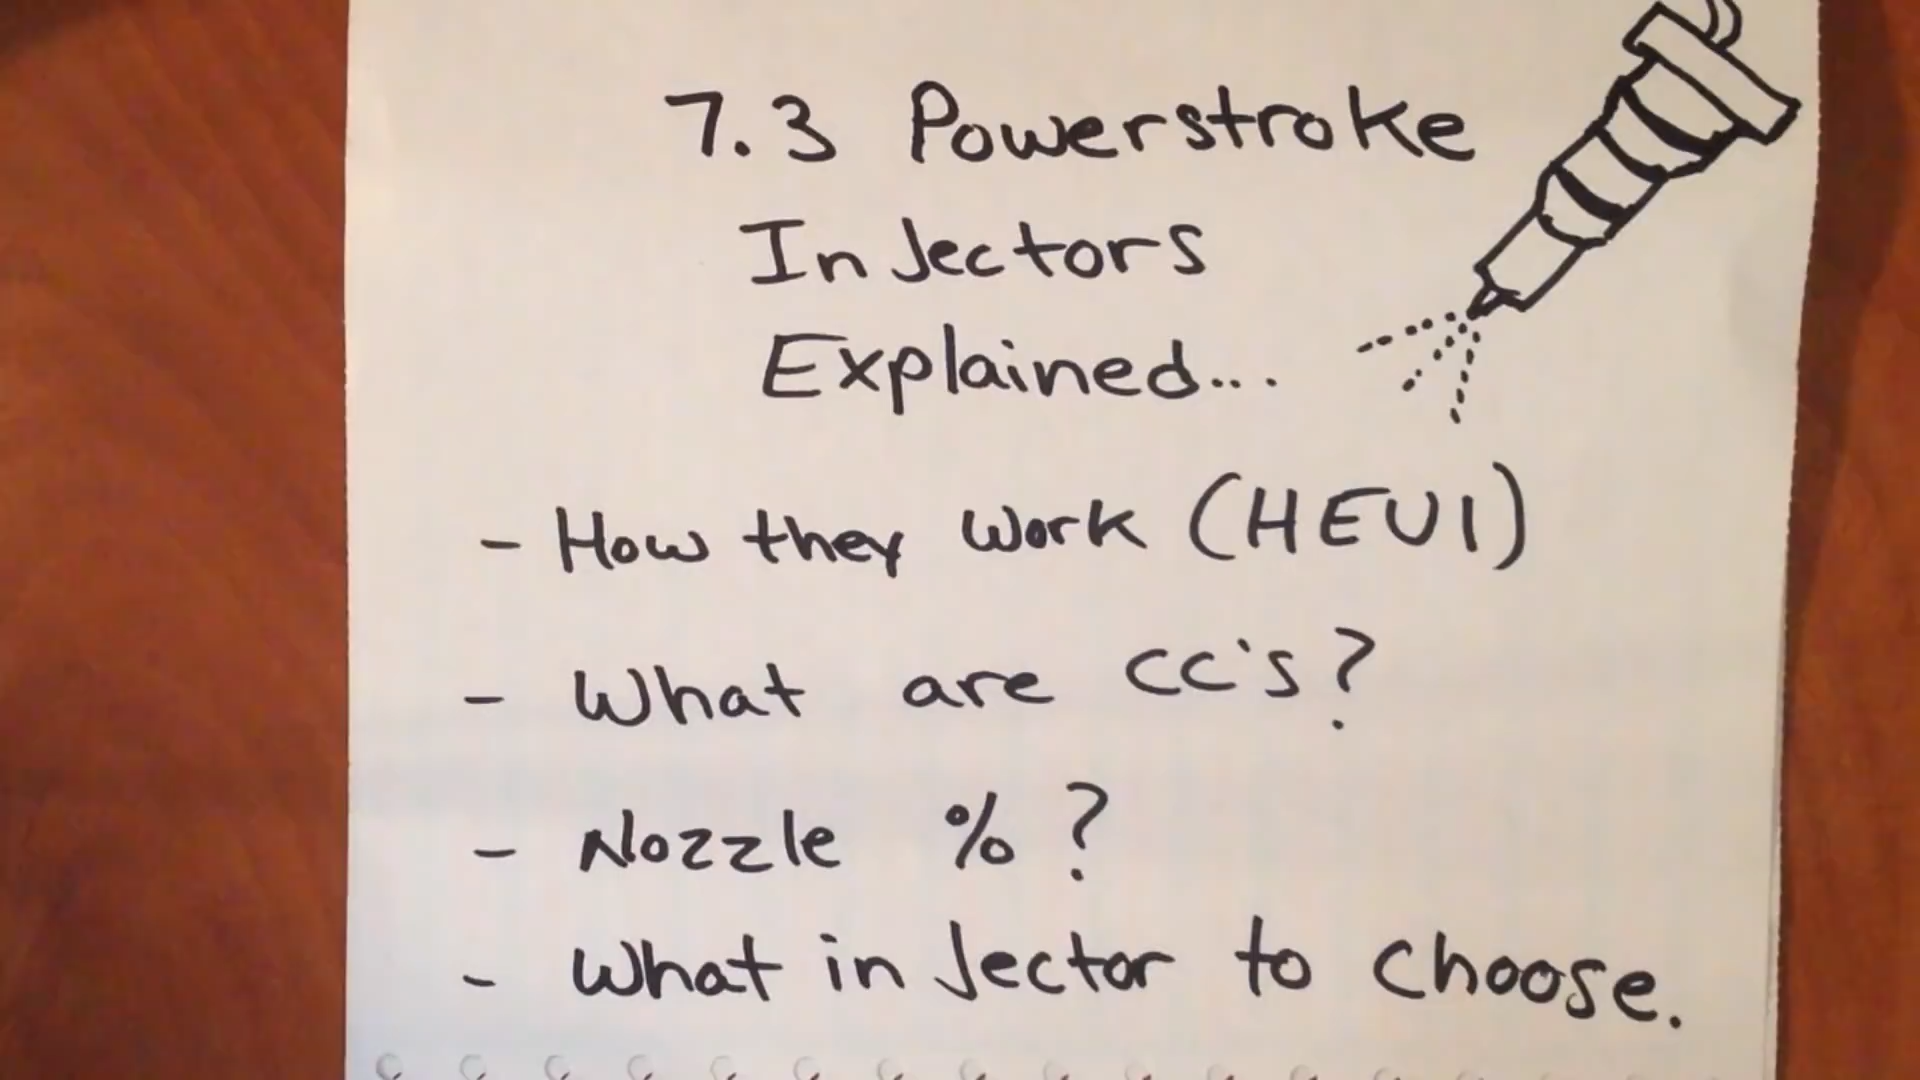 7.3 Powerstroke
Injectors
Explained...
- How they work (HEUI)
- What are CC's?
- Nozzle %?
- What injector to choose.